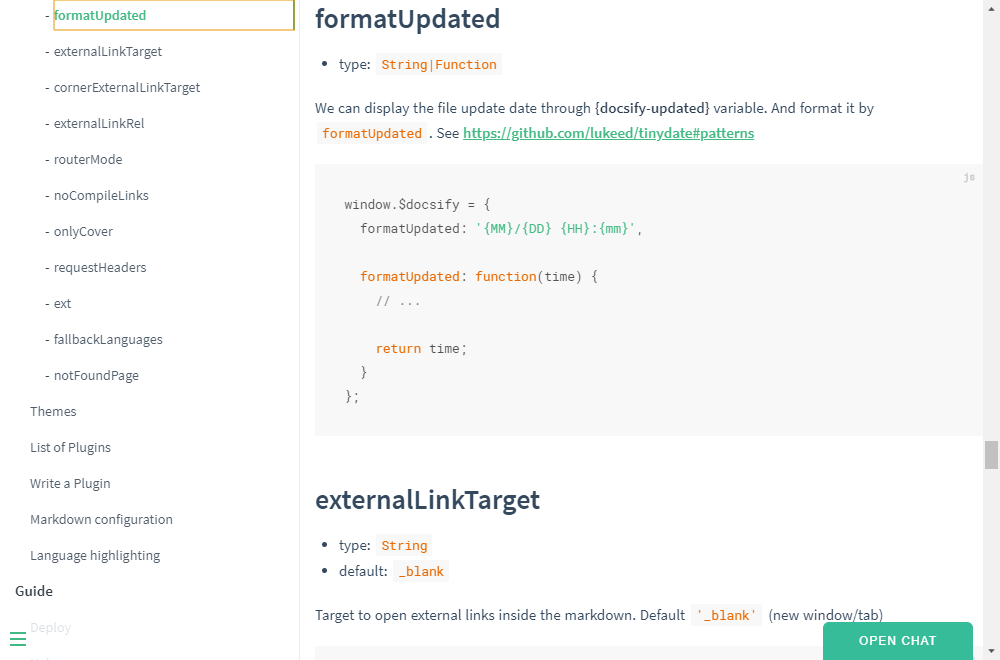 - formatUpdated
- externalLinkTarget
- cornerExternalLinkTarget
- externalLinkRel
- routerMode
- noCompileLinks
- onlyCover
- requestHeaders
- ext
- fallbackLanguages
- notFoundPage
Themes
List of Plugins
Write a Plugin
Markdown configuration
Language highlighting
Guide
Deploy
formatUpdated
• type: String|Function
We can display the file update date through {docsify-updated} variable. And format it by
formatUpdated . See https://github.com/lukeed/tinydate#patterns
js
window.$docsify = {
  formatUpdated: '{MM}/{DD} {HH}:{mm}',
  formatUpdated: function(time) {
    // ...
    return time;
  }
};
externalLinkTarget
• type: String
• default: _blank
Target to open external links inside the markdown. Default '_blank' (new window/tab)
OPEN CHAT